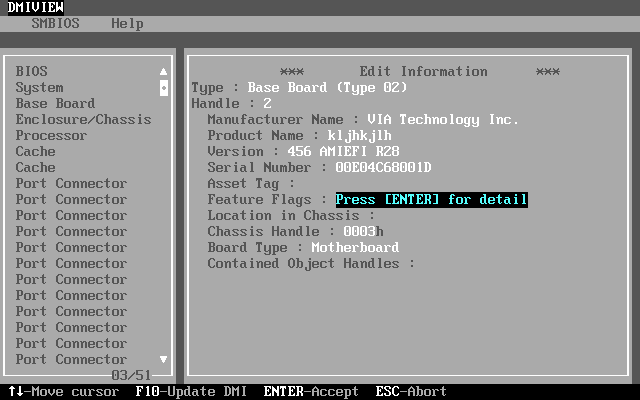 DMIVIEW
SMBIOS Help
BIOS
System
Base Board
Enclosure/Chassis
Processor
Cache
Cache
Port Connector
Port Connector
Port Connector
Port Connector
Port Connector
Port Connector
Port Connector
Port Connector
Port Connector
Port Connector
Port Connector
Port Connector
03/51
*** Edit Information ***
Type : Base Board (Type 02)
Handle : 2
Manufacturer Name : VIA Technology Inc.
Product Name : kljhkjlh
Version : 456 AMIEFI R28
Serial Number : 00E04C68001D
Asset Tag :
Feature Flags : Press [ENTER] for detail
Location in Chassis :
Chassis Handle : 0003h
Board Type : Motherboard
Contained Object Handles :
↑↓-Move cursor F10-Update DMI ENTER-Accept ESC-Abort